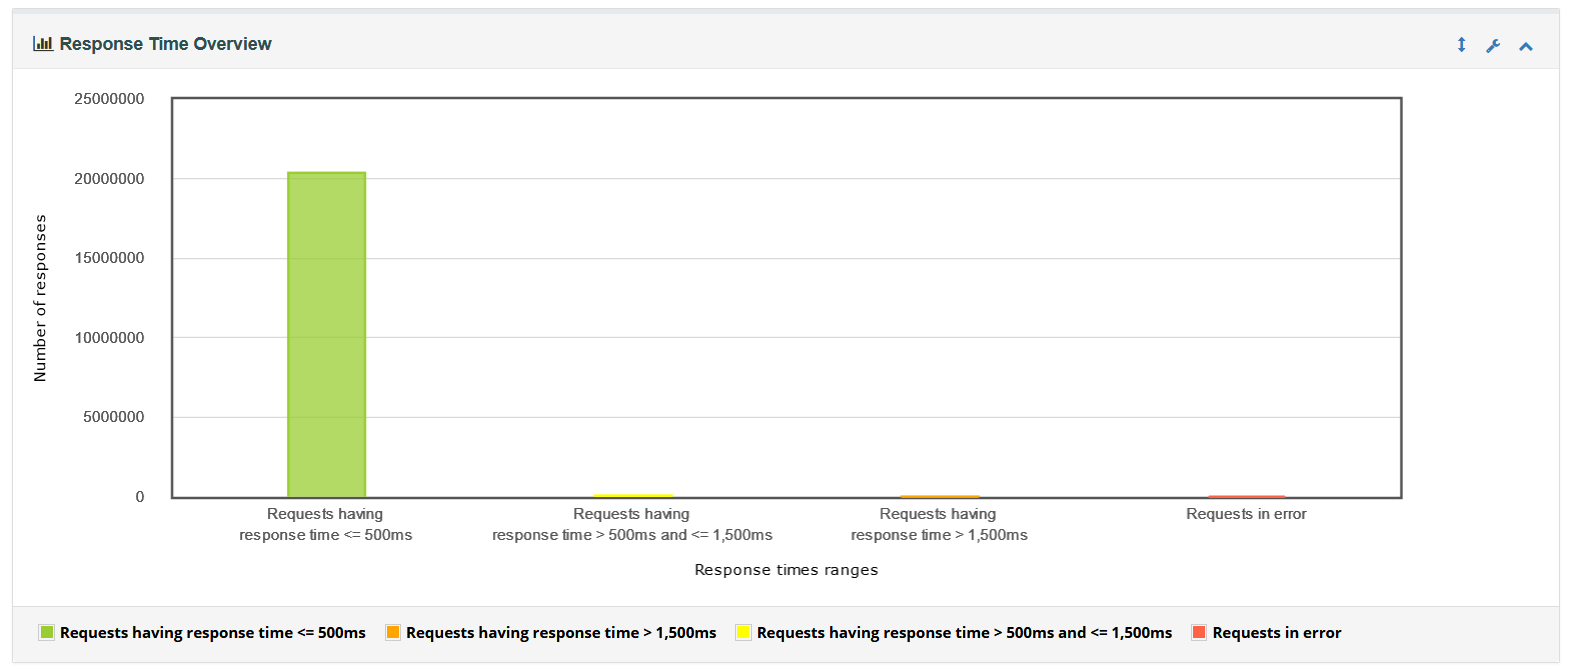 Response Time Overview
25000000
20000000
15000000
10000000
5000000
0
Number of responses
Requests having
response time <= 500ms
Requests having
response time > 500ms and <= 1,500ms
Requests having
response time > 1,500ms
Requests in error
Response times ranges
Requests having response time <= 500ms
Requests having response time > 1,500ms
Requests having response time > 500ms and <= 1,500ms
Requests in error